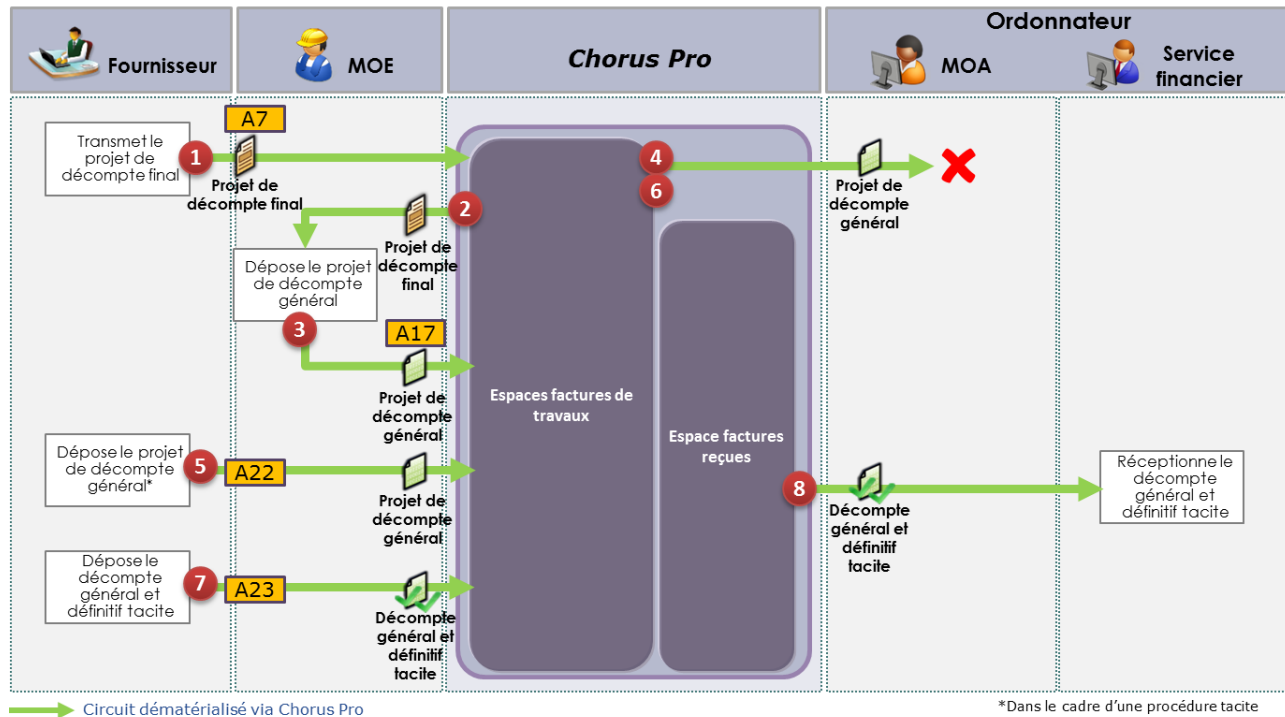 Ordonnateur
Fournisseur
MOE
Chorus Pro
MOA
Service
financier
Transmet le
projet de
décompte final
1
A7
Projet de
décompte final
4
6
Projet de
décompte
général
2
Projet de
décompte
final
Dépose le projet
de décompte
général
3
A17
Projet de
décompte
général
Espaces factures de
travaux
Espace factures
reçues
Dépose le projet
de décompte
général*
5
A22
Projet de
décompte
général
8
Décompte
général et
définitif
tacite
Réceptionne le
décompte
général et
définitif tacite
Dépose le
décompte
général et
définitif tacite
7
A23
Décompte
général et
définitif
tacite
Circuit dématérialisé via Chorus Pro
*Dans le cadre d'une procédure tacite